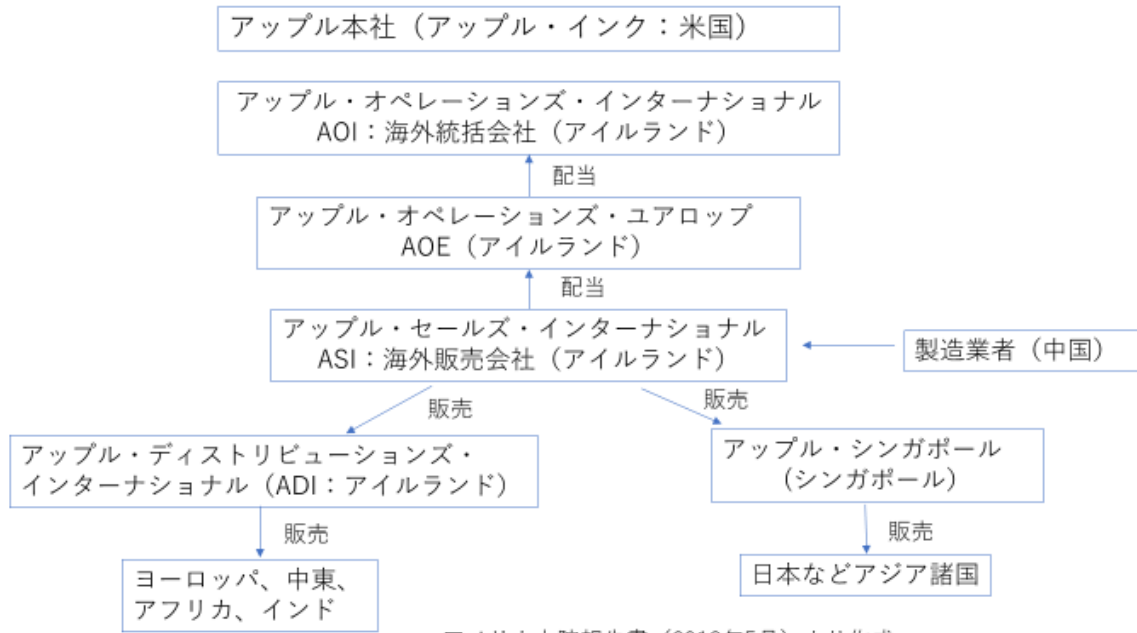 アップル本社（アップル・インク：米国）
アップル・オペレーションズ・インターナショナル
AOI：海外統括会社（アイルランド）
配当
アップル・オペレーションズ・ユアロップ
AOE（アイルランド）
配当
アップル・セールズ・インターナショナル
ASI：海外販売会社（アイルランド）
製造業者（中国）
販売
販売
アップル・ディストリビューションズ・
インターナショナル（ADI：アイルランド）
アップル・シンガポール
（シンガポール）
販売
販売
ヨーロッパ、中東、
アフリカ、インド
日本などアジア諸国